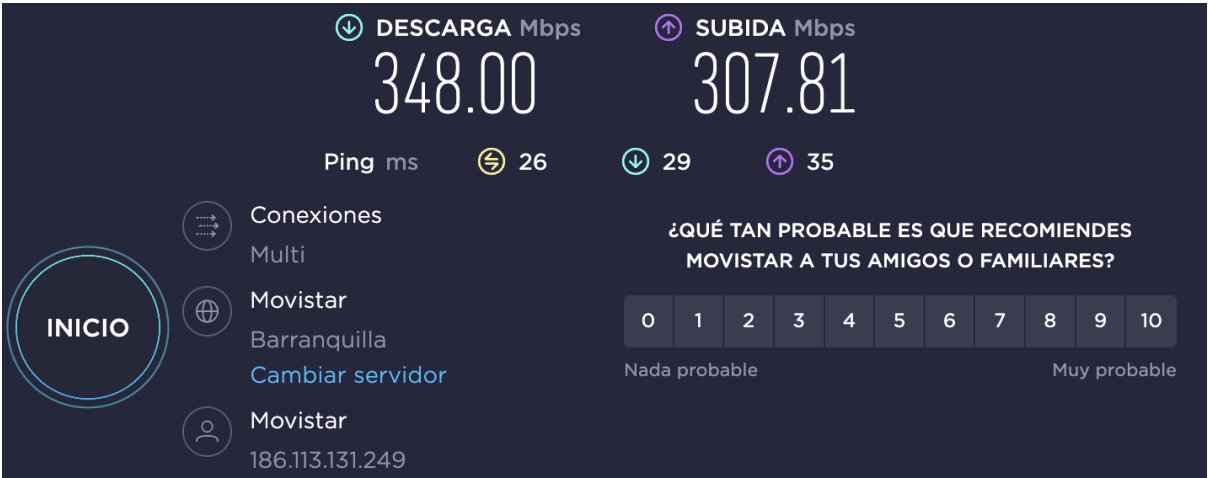 DESCARGA Mbps
SUBIDA Mbps
348.00
307.81
Ping ms 26 29 35
Conexiones
Multi
Movistar
Barranquilla
Cambiar servidor
Movistar
186.113.131.249
INICIO
¿QUÉ TAN PROBABLE ES QUE RECOMIENDES
MOVISTAR A TUS AMIGOS O FAMILIARES?
0 1 2 3 4 5 6 7 8 9 10
Nada probable
Muy probable